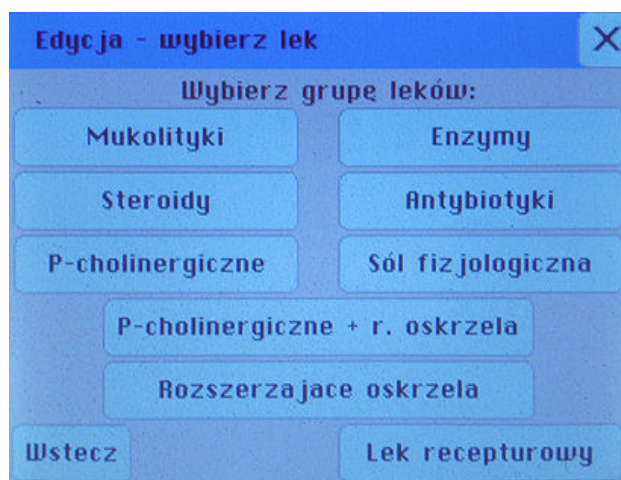 Edycja - wybierz lek
X
Wybierz grupę leków:
Mukolityki
Enzymy
Steroidy
Antybiotyki
P-cholinergiczne
Sól fizjologiczna
P-cholinergiczne + r. oskrzela
Rozszerzajace oskrzela
Wstecz
Lek recepturowy